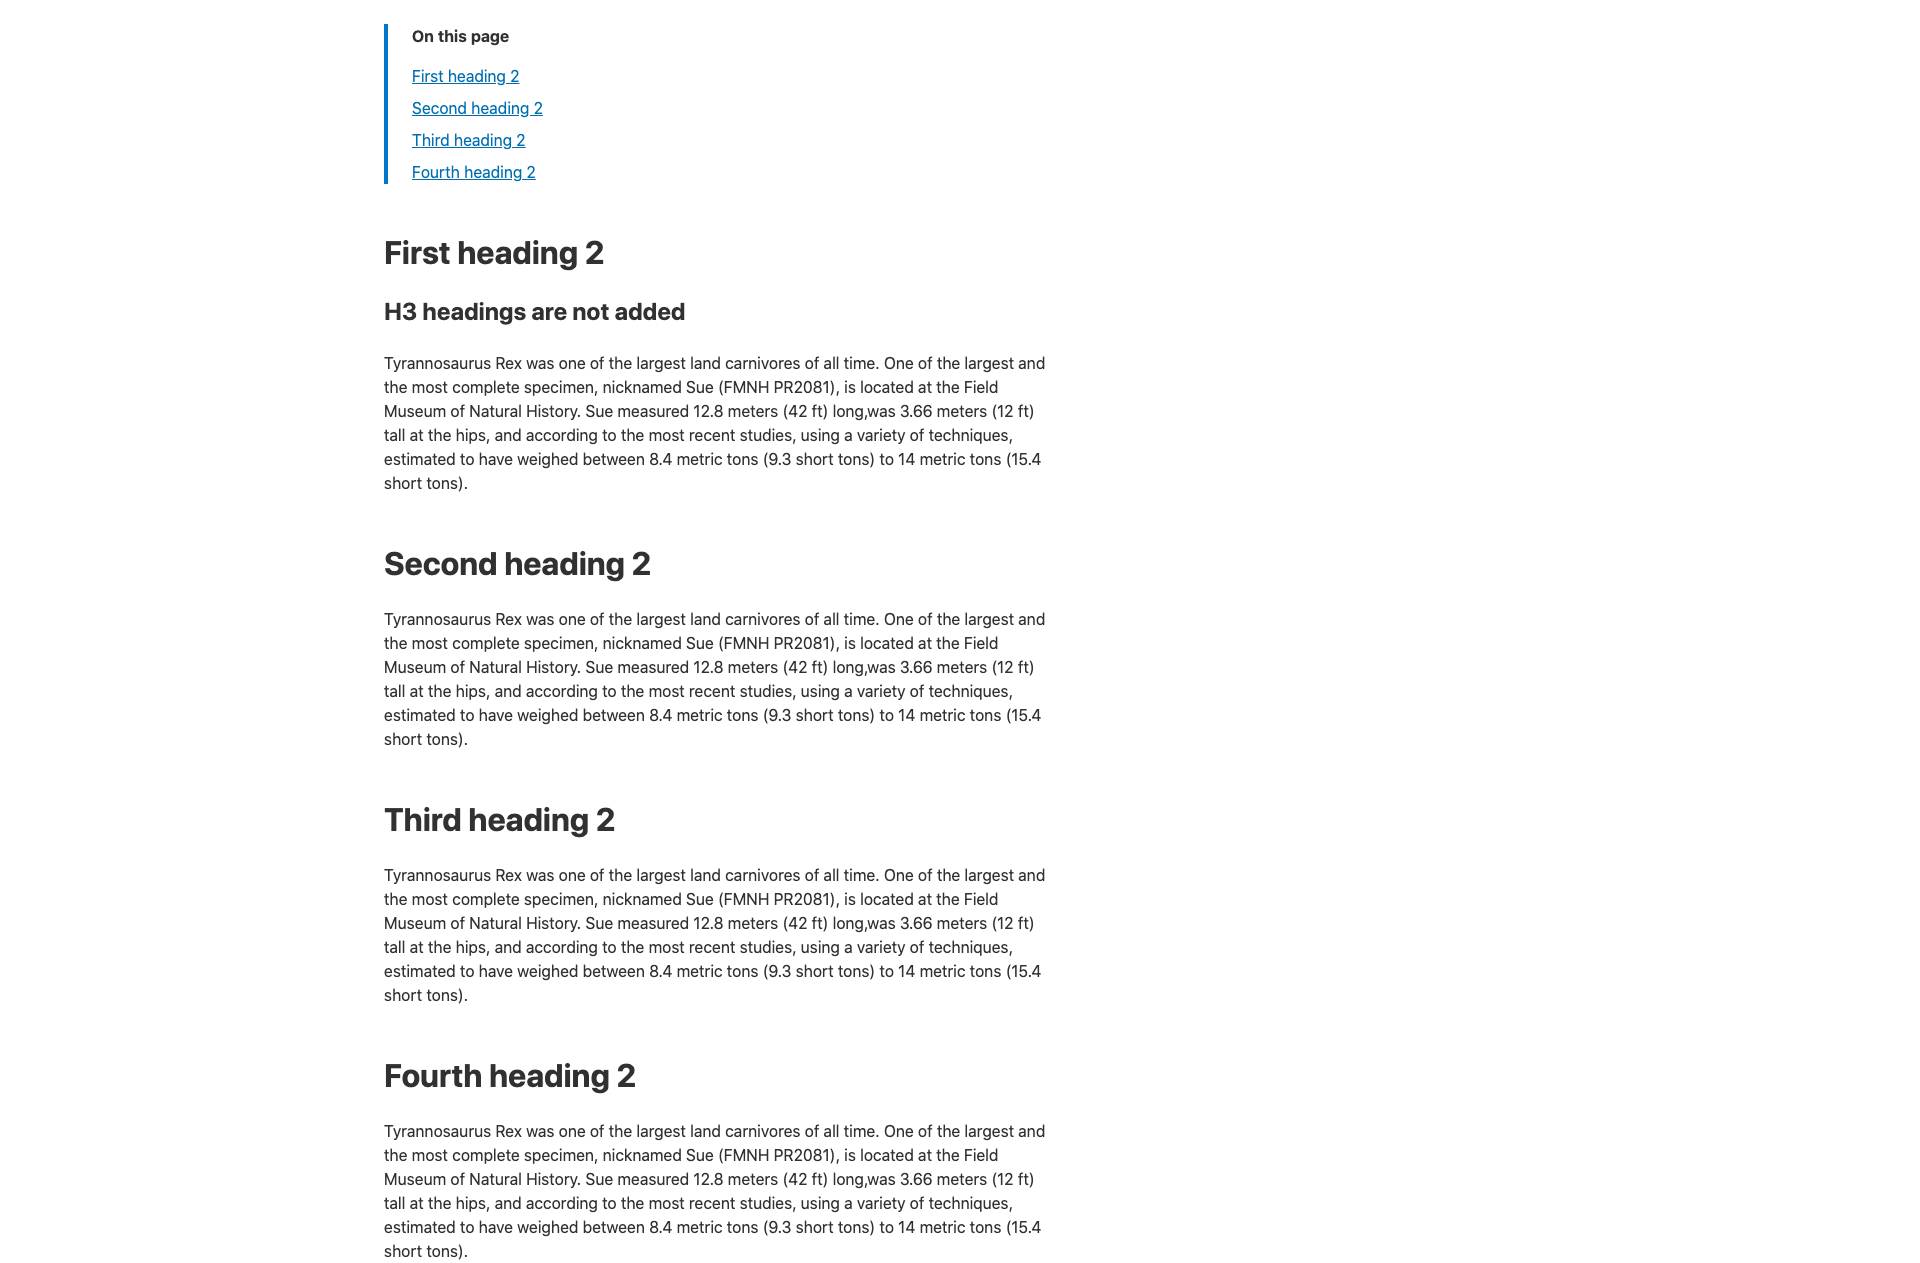 On this page
First heading 2
Second heading 2
Third heading 2
Fourth heading 2
First heading 2
H3 headings are not added
Tyrannosaurus Rex was one of the largest land carnivores of all time. One of the largest and
the most complete specimen, nicknamed Sue (FMNH PR2081), is located at the Field
Museum of Natural History. Sue measured 12.8 meters (42 ft) long,was 3.66 meters (12 ft)
tall at the hips, and according to the most recent studies, using a variety of techniques,
estimated to have weighed between 8.4 metric tons (9.3 short tons) to 14 metric tons (15.4
short tons).
Second heading 2
Tyrannosaurus Rex was one of the largest land carnivores of all time. One of the largest and
the most complete specimen, nicknamed Sue (FMNH PR2081), is located at the Field
Museum of Natural History. Sue measured 12.8 meters (42 ft) long,was 3.66 meters (12 ft)
tall at the hips, and according to the most recent studies, using a variety of techniques,
estimated to have weighed between 8.4 metric tons (9.3 short tons) to 14 metric tons (15.4
short tons).
Third heading 2
Tyrannosaurus Rex was one of the largest land carnivores of all time. One of the largest and
the most complete specimen, nicknamed Sue (FMNH PR2081), is located at the Field
Museum of Natural History. Sue measured 12.8 meters (42 ft) long,was 3.66 meters (12 ft)
tall at the hips, and according to the most recent studies, using a variety of techniques,
estimated to have weighed between 8.4 metric tons (9.3 short tons) to 14 metric tons (15.4
short tons).
Fourth heading 2
Tyrannosaurus Rex was one of the largest land carnivores of all time. One of the largest and
the most complete specimen, nicknamed Sue (FMNH PR2081), is located at the Field
Museum of Natural History. Sue measured 12.8 meters (42 ft) long,was 3.66 meters (12 ft)
tall at the hips, and according to the most recent studies, using a variety of techniques,
estimated to have weighed between 8.4 metric tons (9.3 short tons) to 14 metric tons (15.4
short tons).